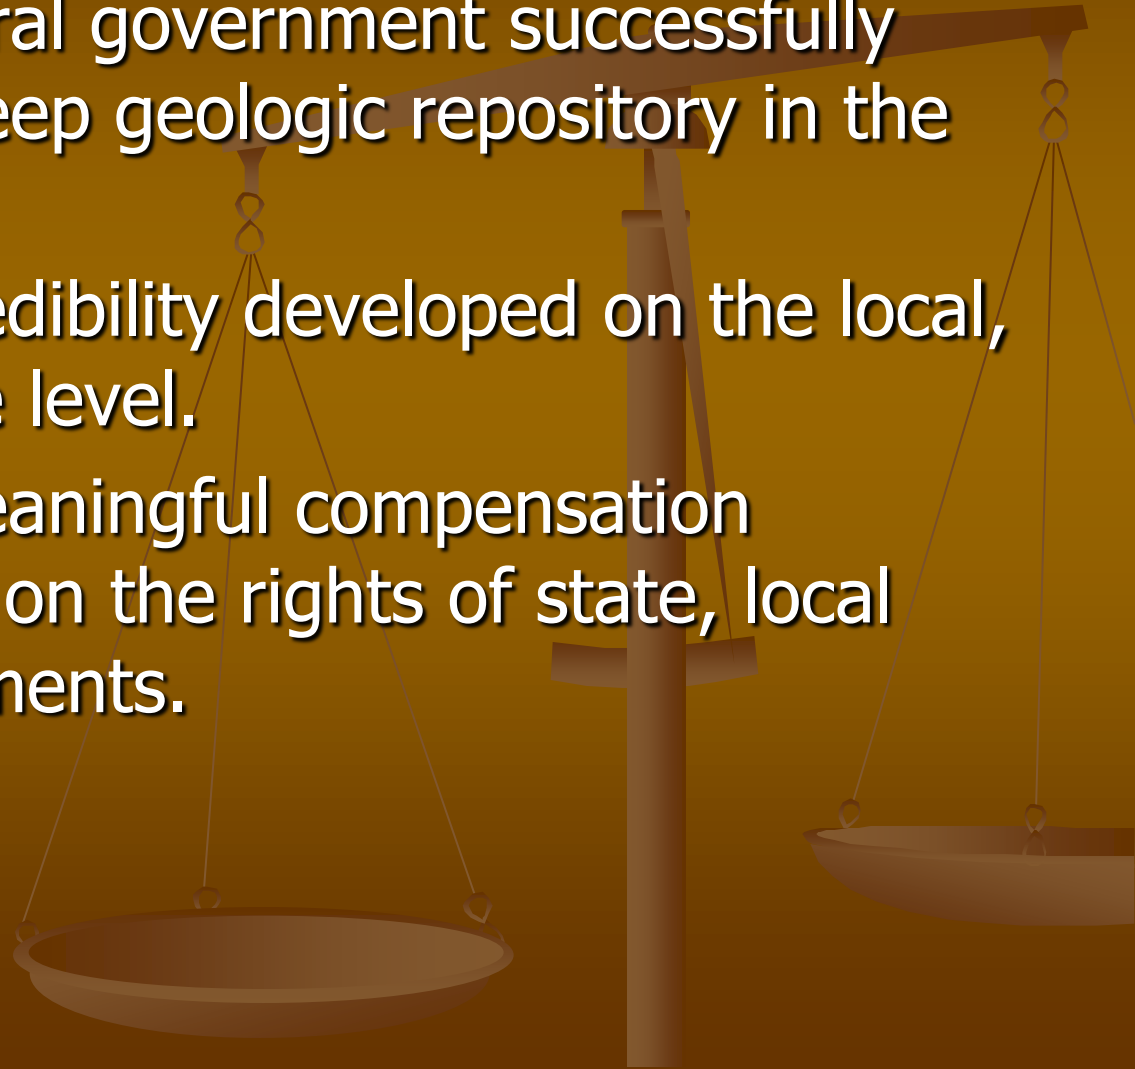 ral government successfully
eep geologic repository in the
edibility developed on the local,
e level.
eaningful compensation
on the rights of state, local
ments.